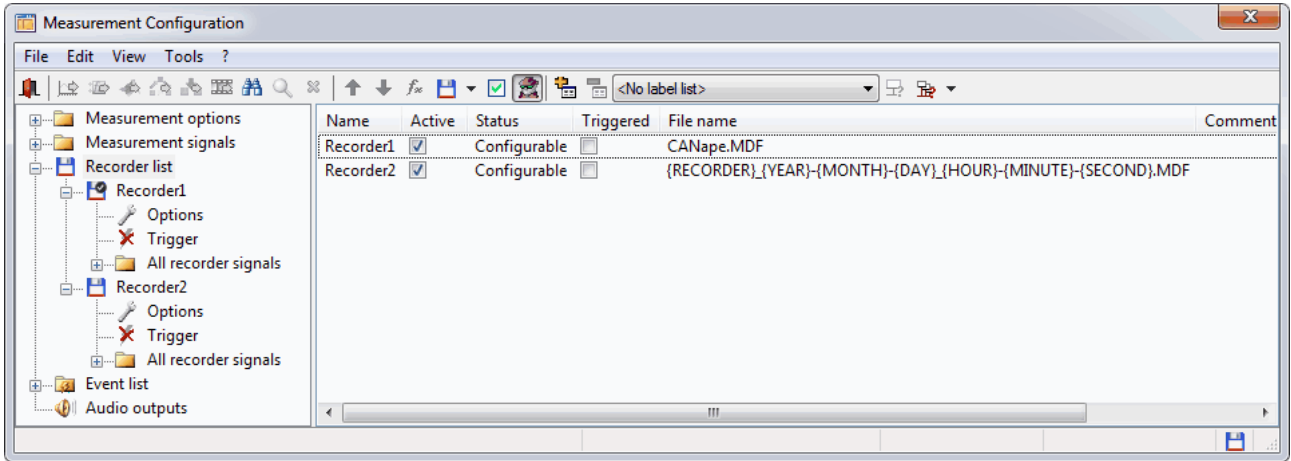 Measurement Configuration
File Edit View Tools ?
<No label list>
Measurement options
Measurement signals
Recorder list
Recorder1
Options
Trigger
All recorder signals
Recorder2
Options
Trigger
All recorder signals
Event list
Audio outputs
Name Active Status Triggered File name Comment
Recorder1 Configurable CANape.MDF
Recorder2 Configurable {RECORDER}_{YEAR}-{MONTH}-{DAY}_{HOUR}-{MINUTE}-{SECOND}.MDF